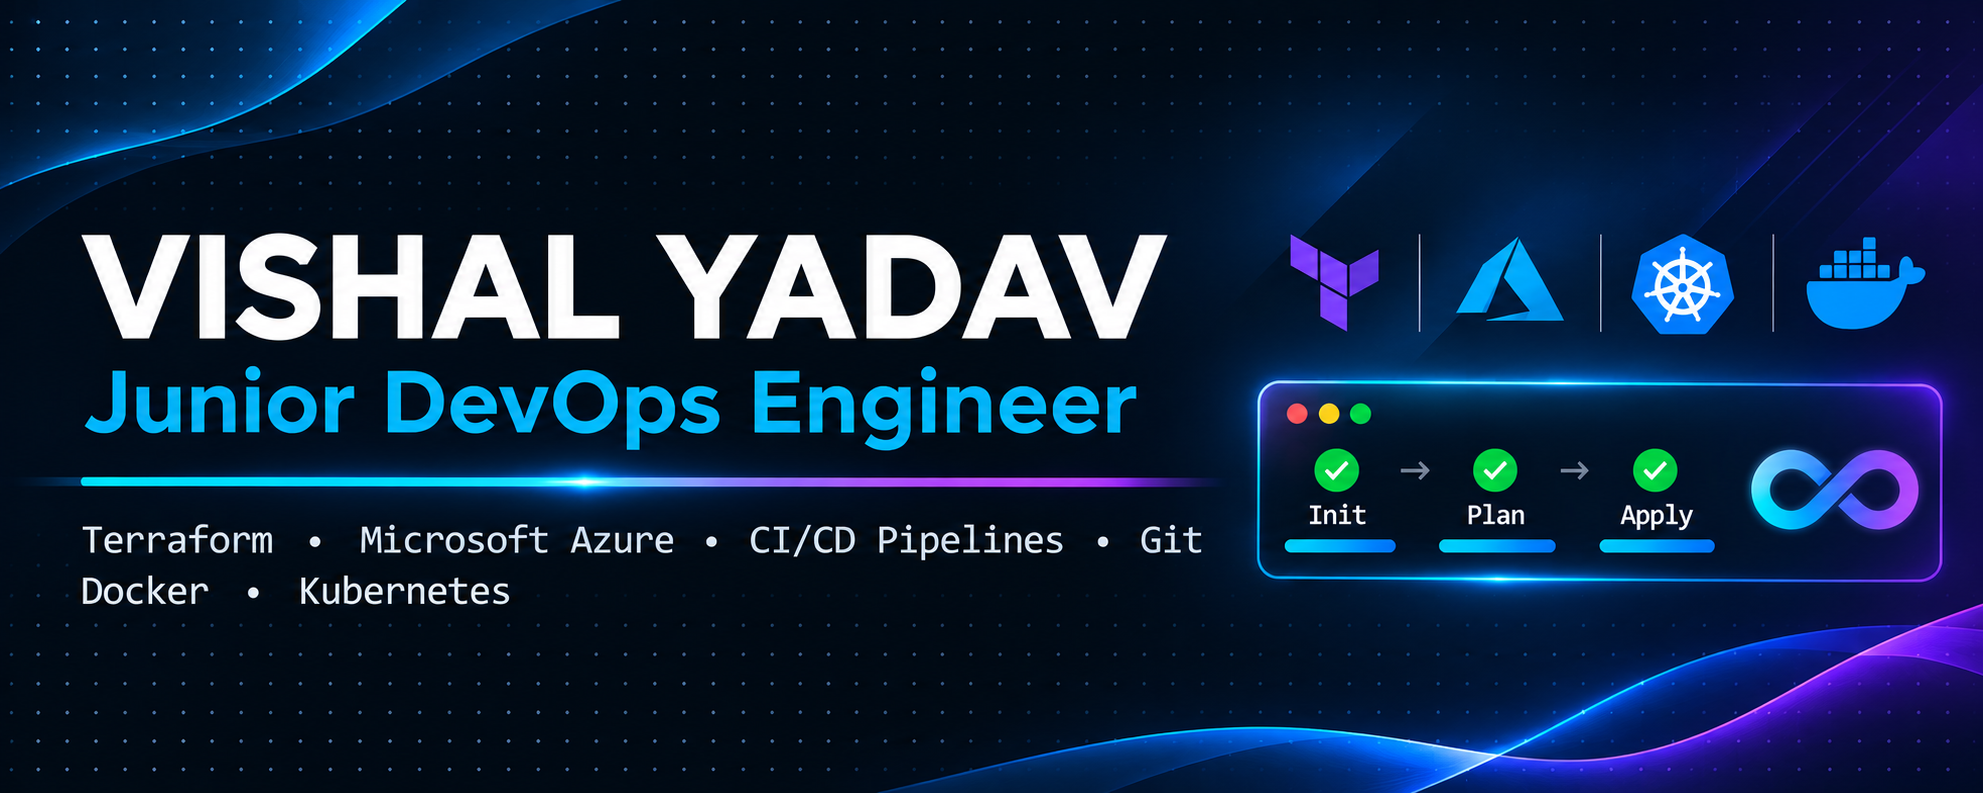 VISHAL YADAV
Junior DevOps Engineer
Terraform • Microsoft Azure • CI/CD Pipelines • Git
Docker • Kubernetes
Init → Plan → Apply